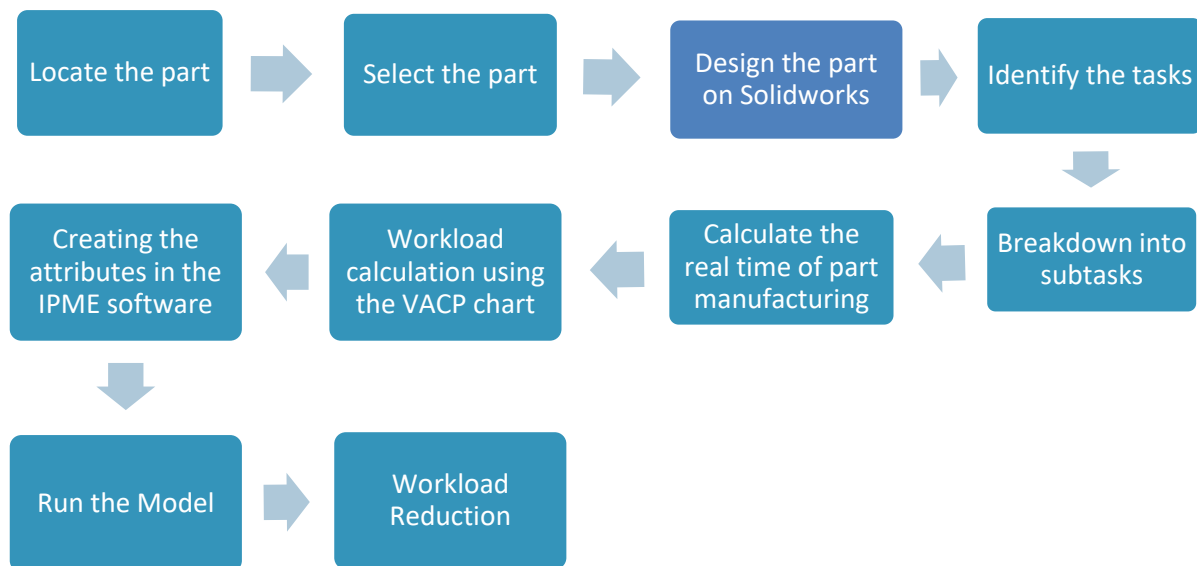 Locate the part
Select the part
Design the part
on Solidworks
Identify the tasks
Breakdown into
subtasks
Calculate the
real time of part
manufacturing
Workload
calculation using
the VACP chart
Creating the
attributes in the
IPME software
Run the Model
Workload
Reduction